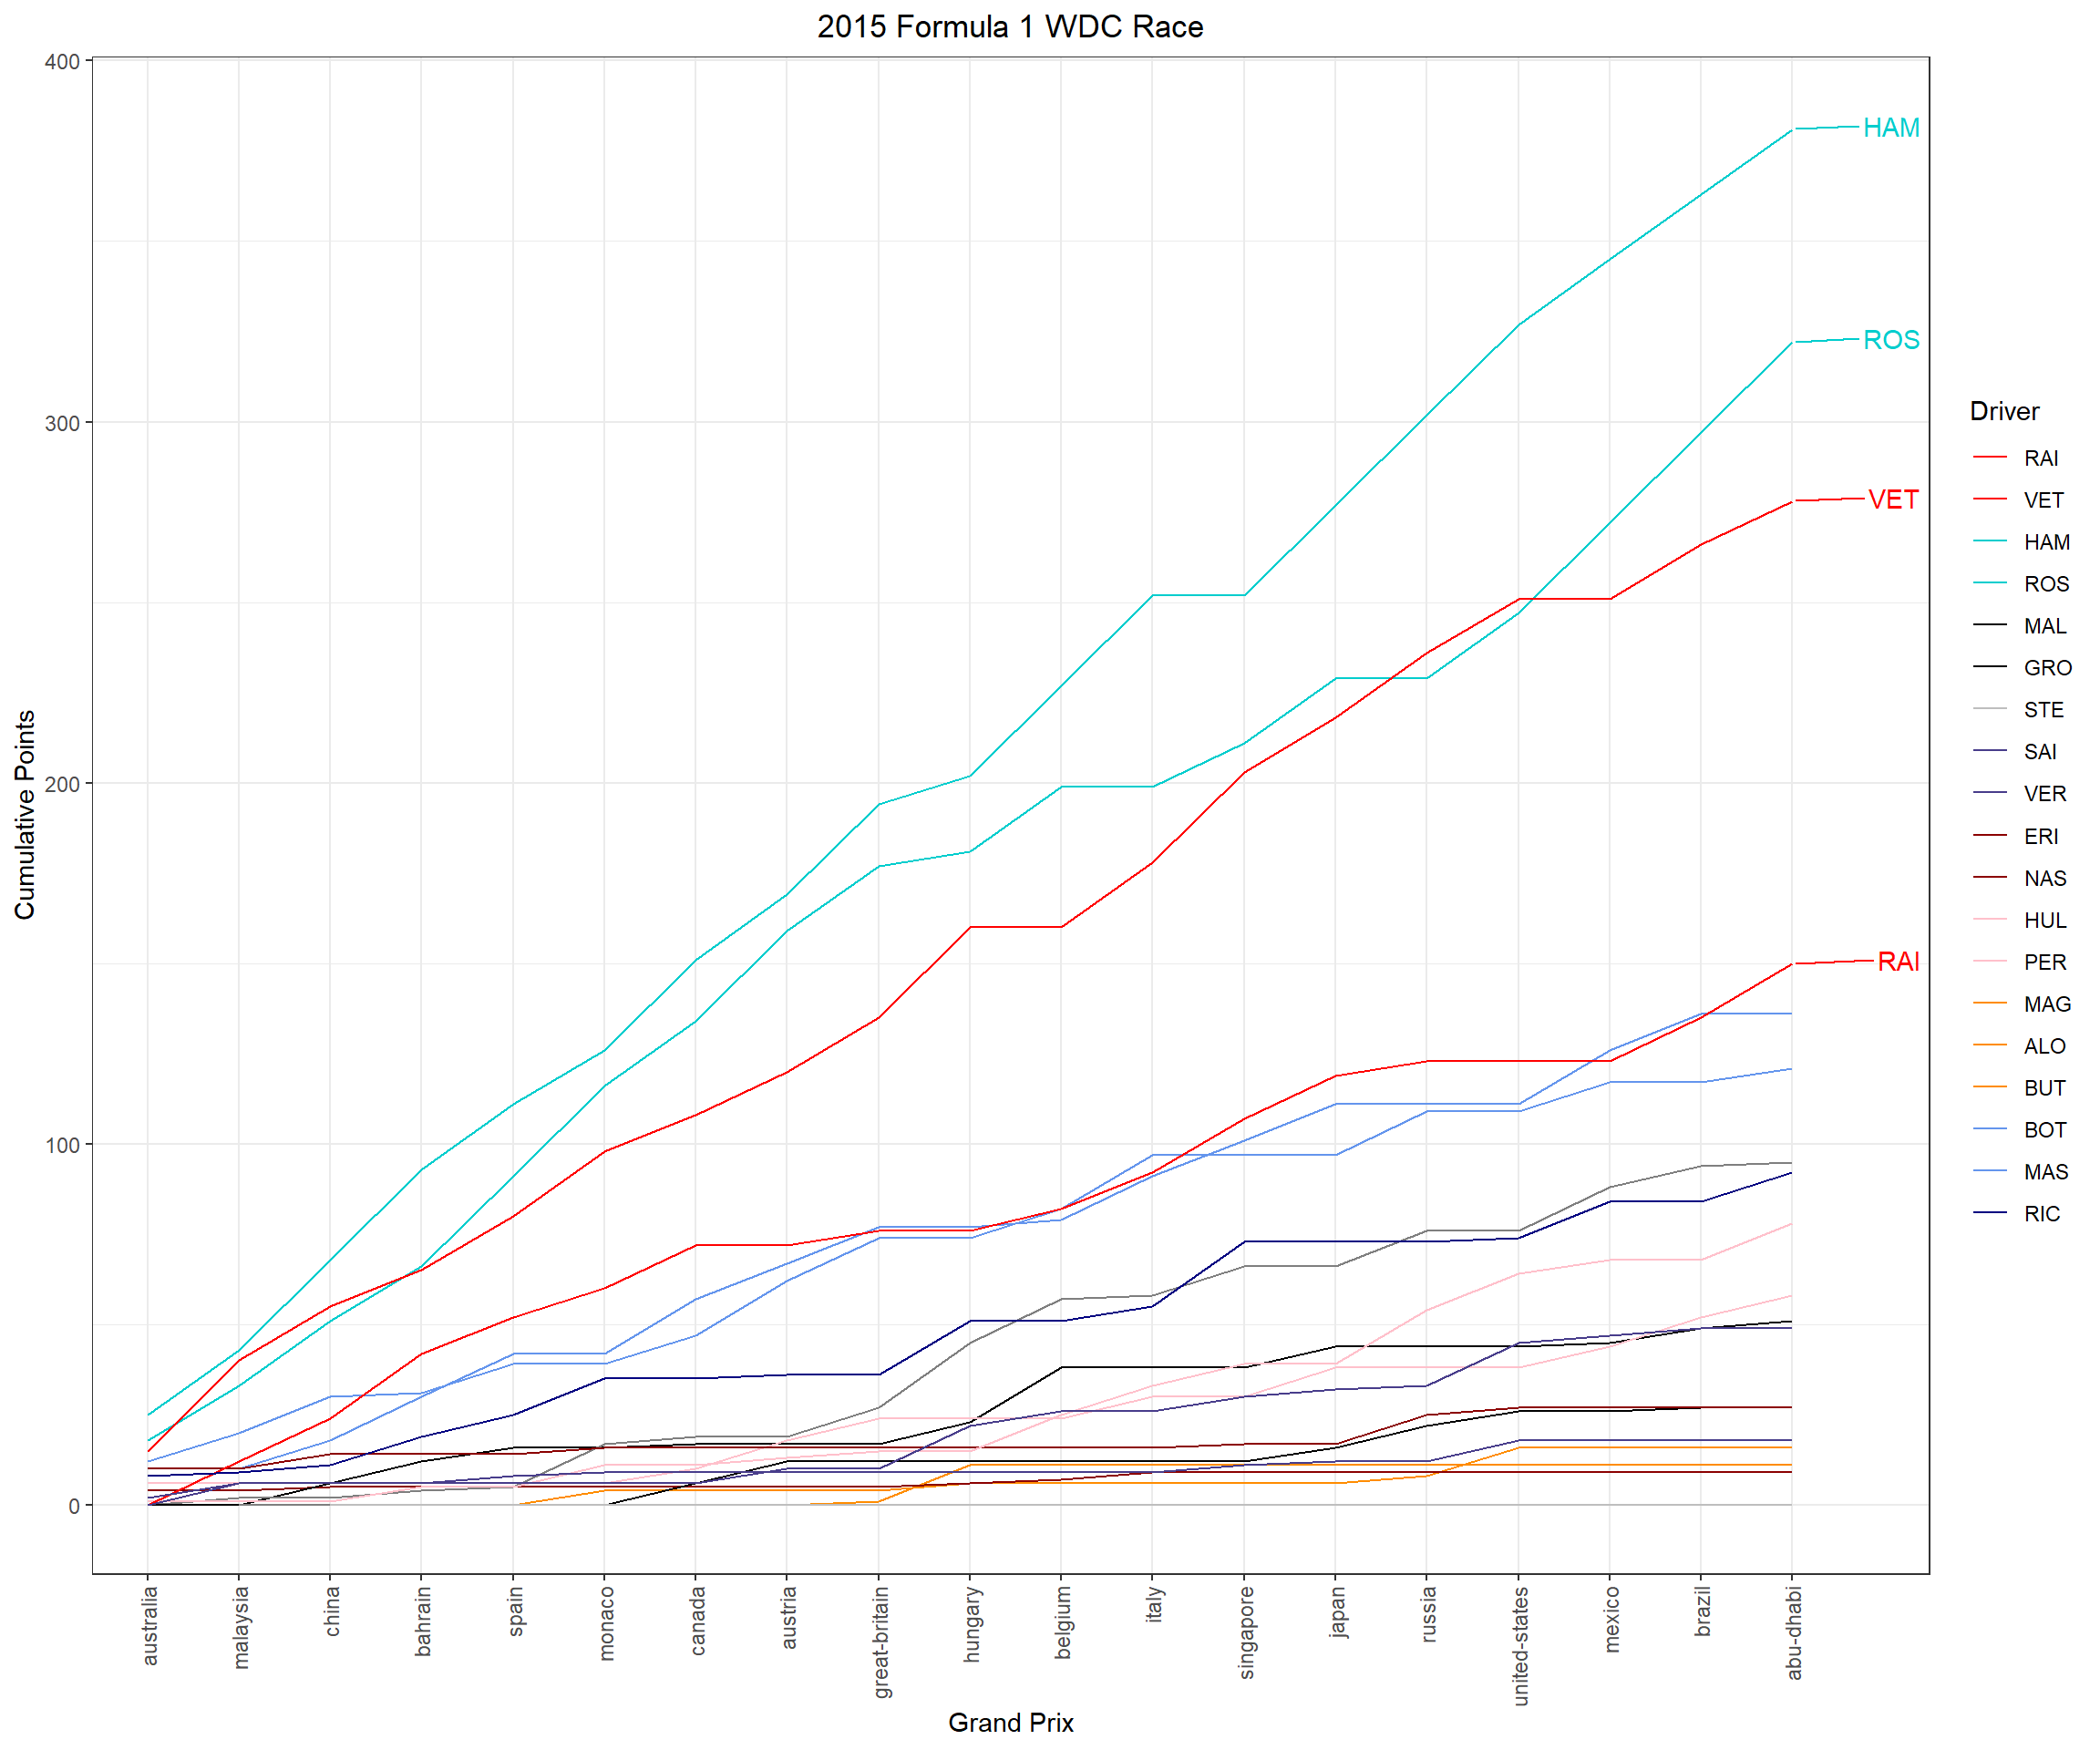 2015 Formula 1 WDC Race
400
300
200
100
0
Cumulative Points
HAM
ROS
VET
RAI
australia
malaysia
china
bahrain
spain
monaco
canada
austria
great-britain
hungary
belgium
italy
singapore
japan
russia
united-states
mexico
brazil
abu-dhabi
Grand Prix
Driver
RAI
VET
HAM
ROS
MAL
GRO
STE
SAI
VER
ERI
NAS
HUL
PER
MAG
ALO
BUT
BOT
MAS
RIC